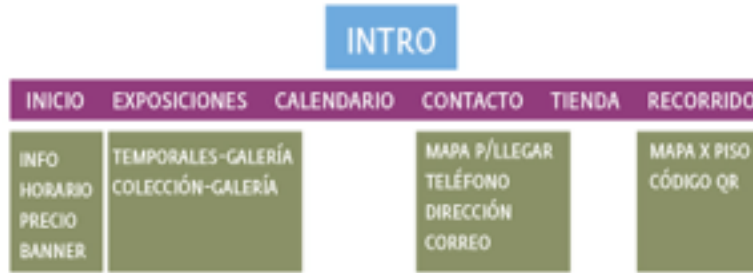 INTRO
INICIO EXPOSICIONES CALENDARIO CONTACTO TIENDA RECORRIDO
INFO
HORARIO
PRECIO
BANNER
TEMPORALES-GALERÍA
COLECCIÓN-GALERÍA
MAPA P/LLEGAR
TELÉFONO
DIRECCIÓN
CORREO
MAPA X PISO
CÓDIGO QR